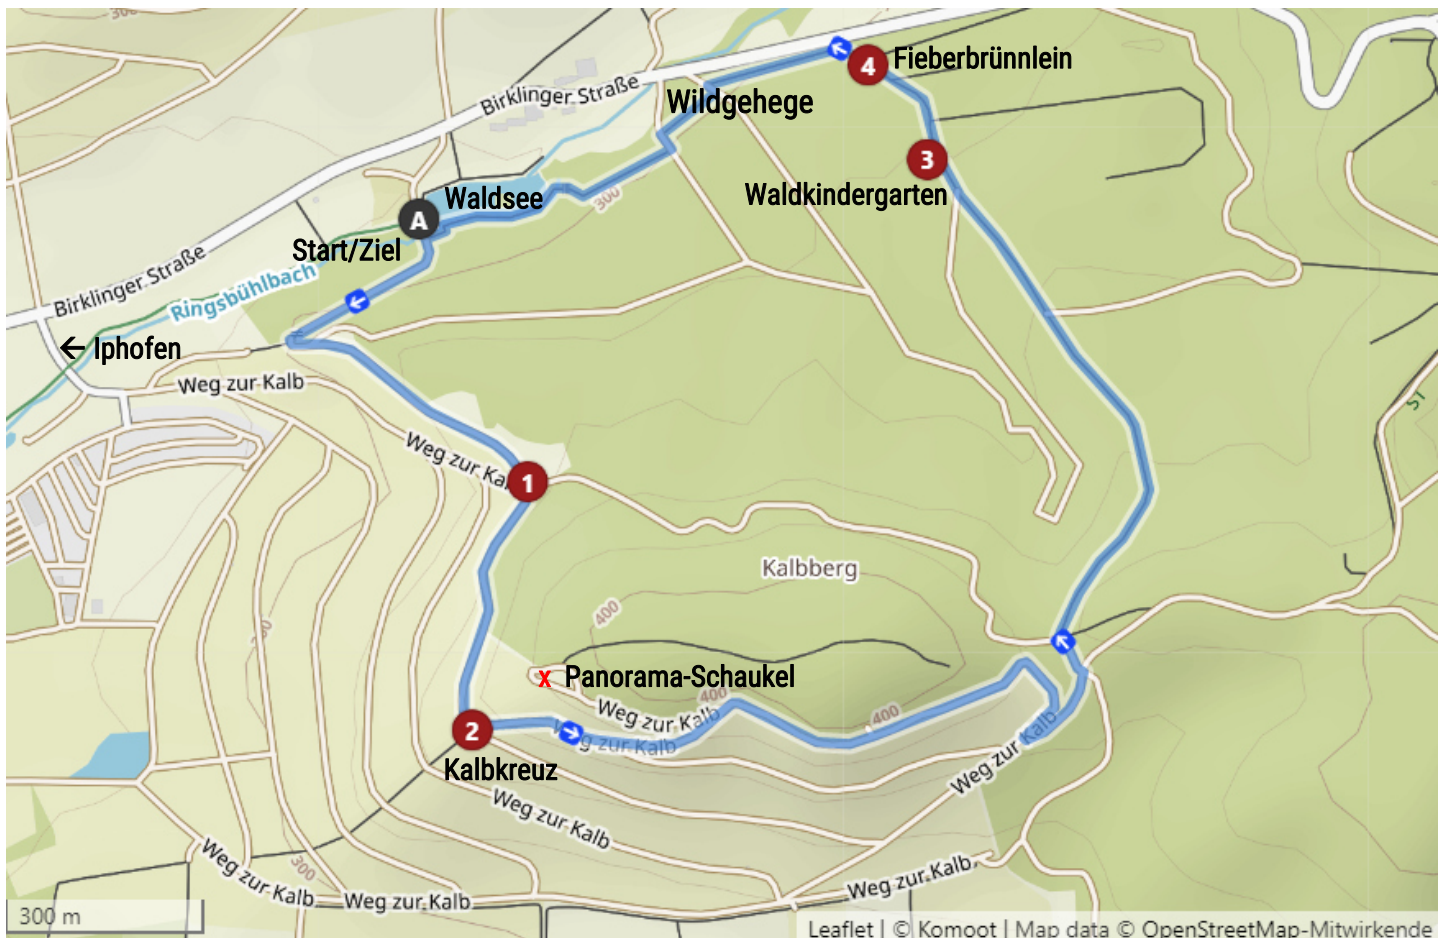 300
Fieberbrünnlein
4
Birklinger Straße
Wildgehege
3
Waldkindergarten
Waldsee
300
A
Start/Ziel
Birklinger Straße
Ringsbühlbach
← Iphofen
Weg zur Kalb
ST
Weg zur Ka
1
Kalbberg
400
x Panorama-Schaukel
400
Weg zur Kalb
400
2
g zur Kalb
Weg zur Kalb
Kalbkreuz
Weg zur Kalb
Weg zur Kalb
300
Weg zur Kalb
Weg zur Kalb
300 m
Leaflet | © Komoot | Map data © OpenStreetMap-Mitwirkende